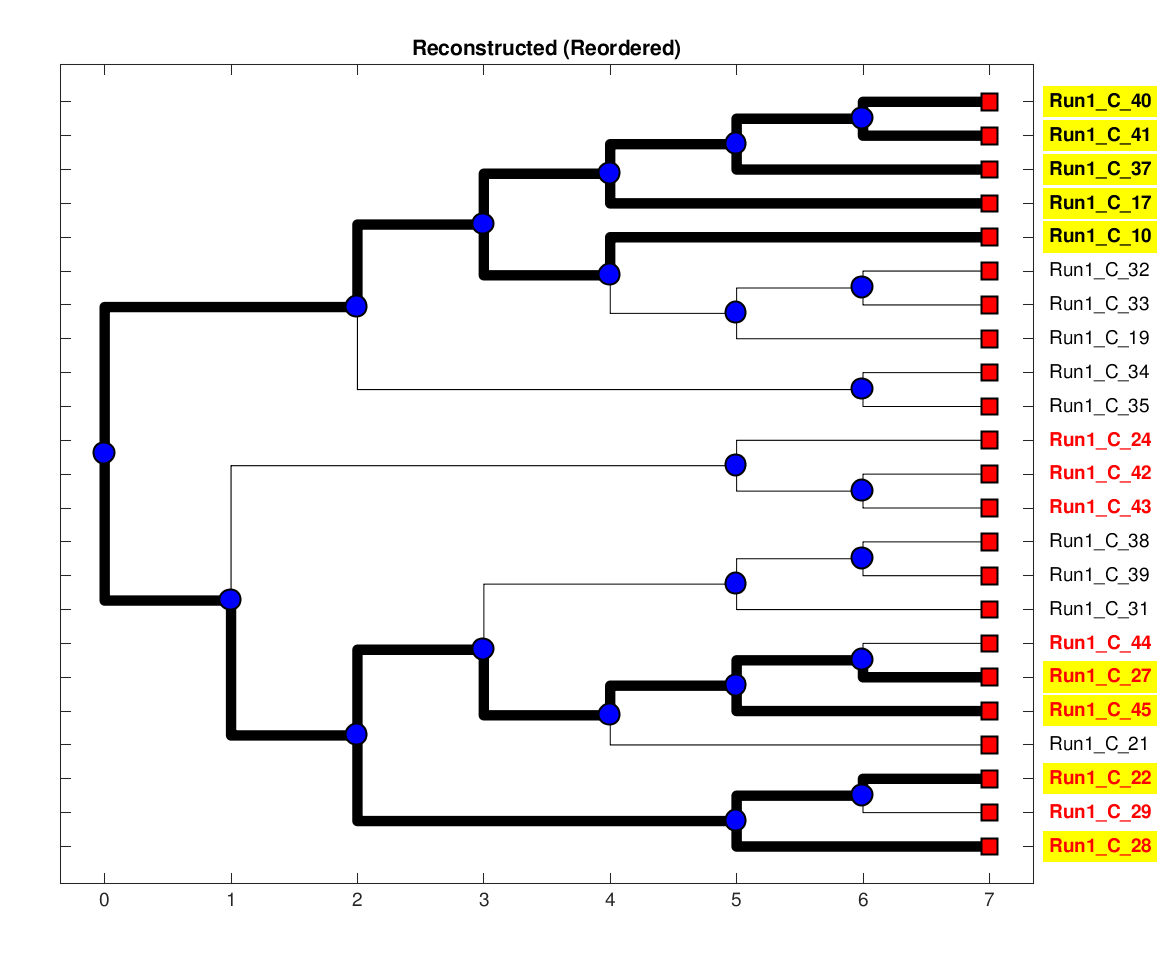 Reconstructed (Reordered)
Run1_C_40
Run1_C_41
Run1_C_37
Run1_C_17
Run1_C_10
Run1_C_32
Run1_C_33
Run1_C_19
Run1_C_34
Run1_C_35
Run1_C_24
Run1_C_42
Run1_C_43
Run1_C_38
Run1_C_39
Run1_C_31
Run1_C_44
Run1_C_27
Run1_C_45
Run1_C_21
Run1_C_22
Run1_C_29
Run1_C_28
0 1 2 3 4 5 6 7